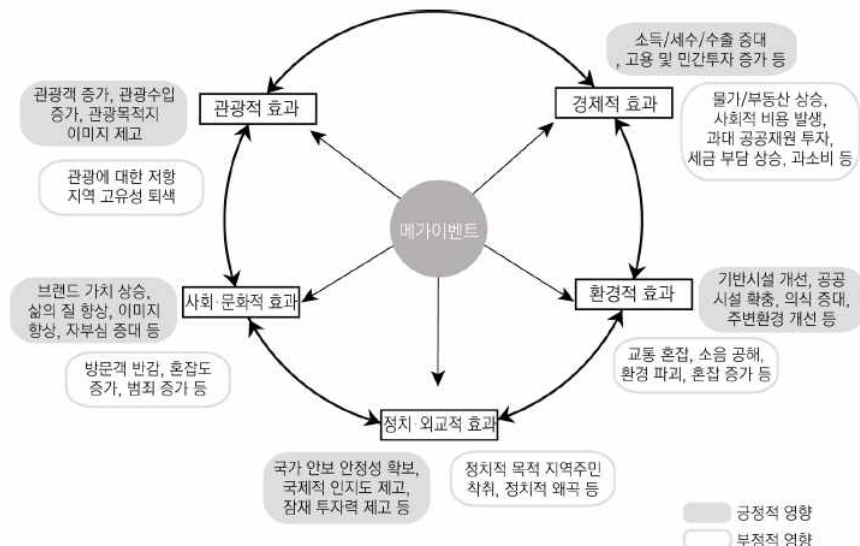 소득/세수/수출 증대
, 고용 및 민간투자 증가 등
관광객 증가, 관광수입
증가, 관광목적지
이미지 제고
관광적 효과
경제적 효과
물가/부동산 상승,
사회적 비용 발생,
과대 공공재원 투자,
세금 부담 상승, 과소비 등
관광에 대한 저항
지역 고유성 퇴색
메가이벤트
브랜드 가치 상승,
삶의 질 향상, 이미지
향상, 자부심 증대 등
사회·문화적 효과
환경적 효과
기반시설 개선, 공공
시설 확충, 의식 증대,
주변환경 개선 등
방문객 반감, 혼잡도
증가, 범죄 증가 등
교통 혼잡, 소음 공해,
환경 파괴, 혼잡 증가 등
정치·외교적 효과
국가 안보 안정성 확보,
국제적 인지도 제고,
잠재 투자력 제고 등
정치적 목적 지역주민
착취, 정치적 왜곡 등
긍정적 영향
부정적 영향